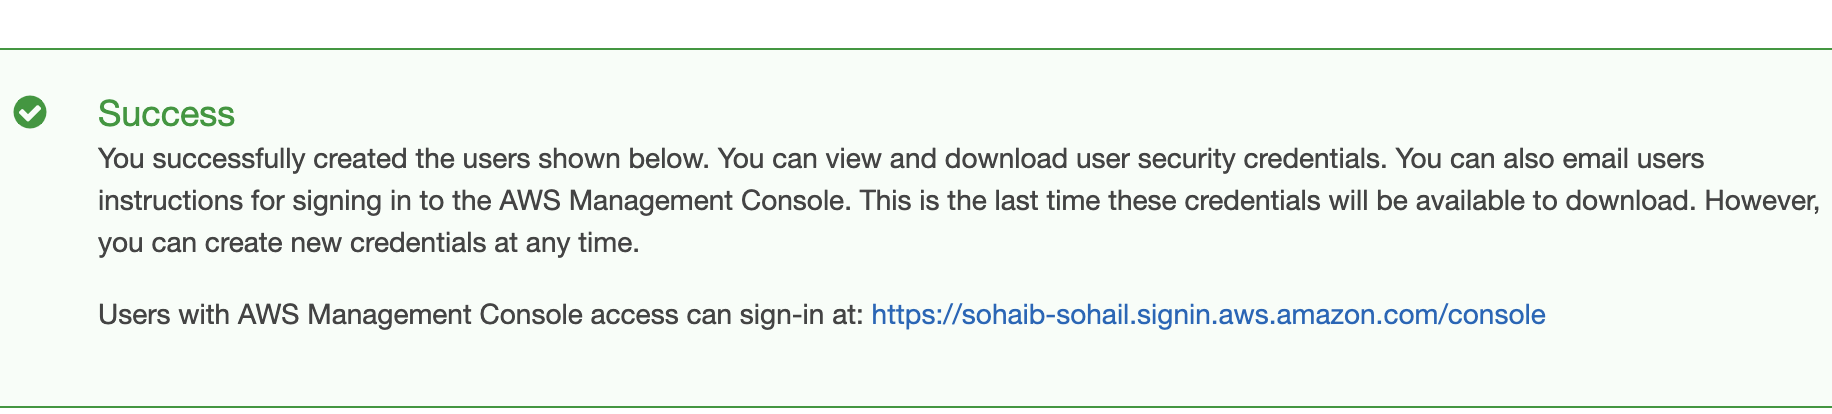 Success
You successfully created the users shown below. You can view and download user security credentials. You can also email users
instructions for signing in to the AWS Management Console. This is the last time these credentials will be available to download. However,
you can create new credentials at any time.
Users with AWS Management Console access can sign-in at: https://sohaib-sohail.signin.aws.amazon.com/console